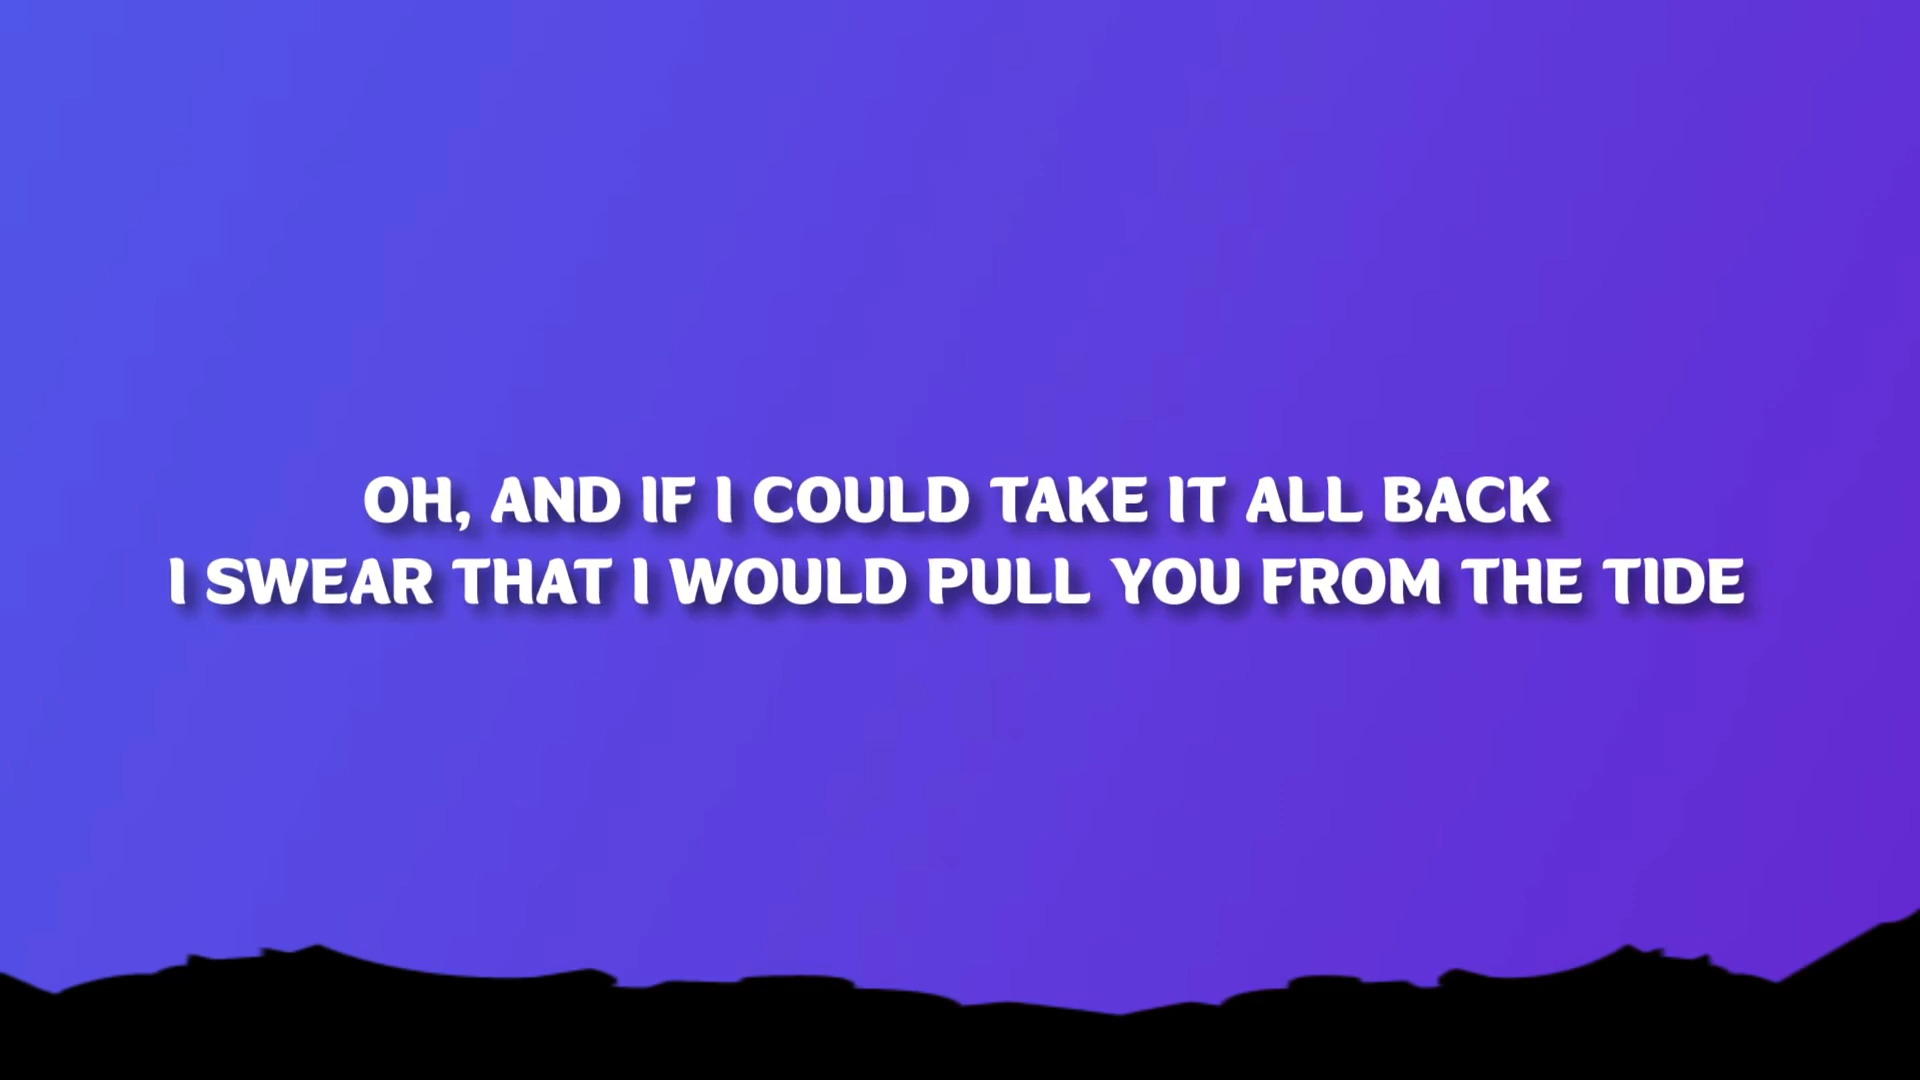 OH, AND IF I COULD TAKE IT ALL BACK
I SWEAR THAT I WOULD PULL YOU FROM THE TIDE